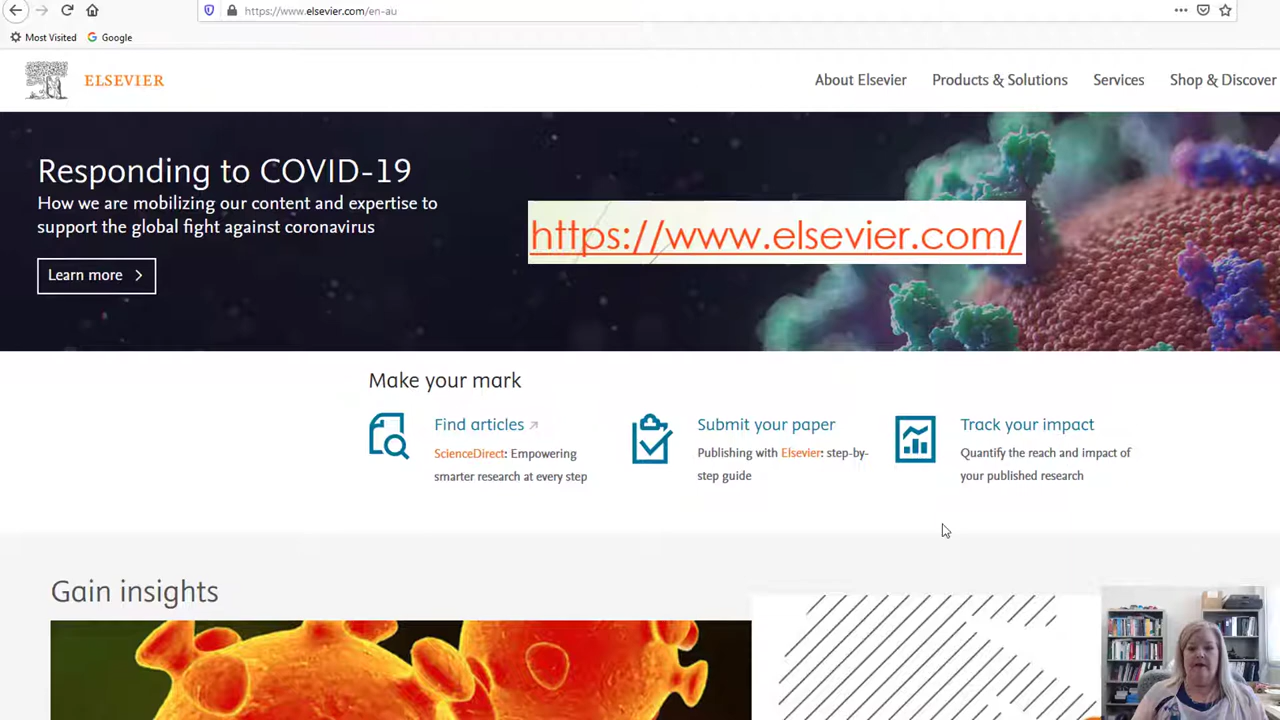 https://www.elsevier.com/en-au
Most Visited
Google
ELSEVIER
About Elsevier
Products & Solutions
Services
Shop & Discover
Responding to COVID-19
How we are mobilizing our content and expertise to
support the global fight against coronavirus
Learn more
https://www.elsevier.com/
Make your mark
Find articles
ScienceDirect: Empowering
smarter research at every step
Submit your paper
Publishing with Elsevier: step-by-
step guide
Track your impact
Quantify the reach and impact of
your published research
Gain insights